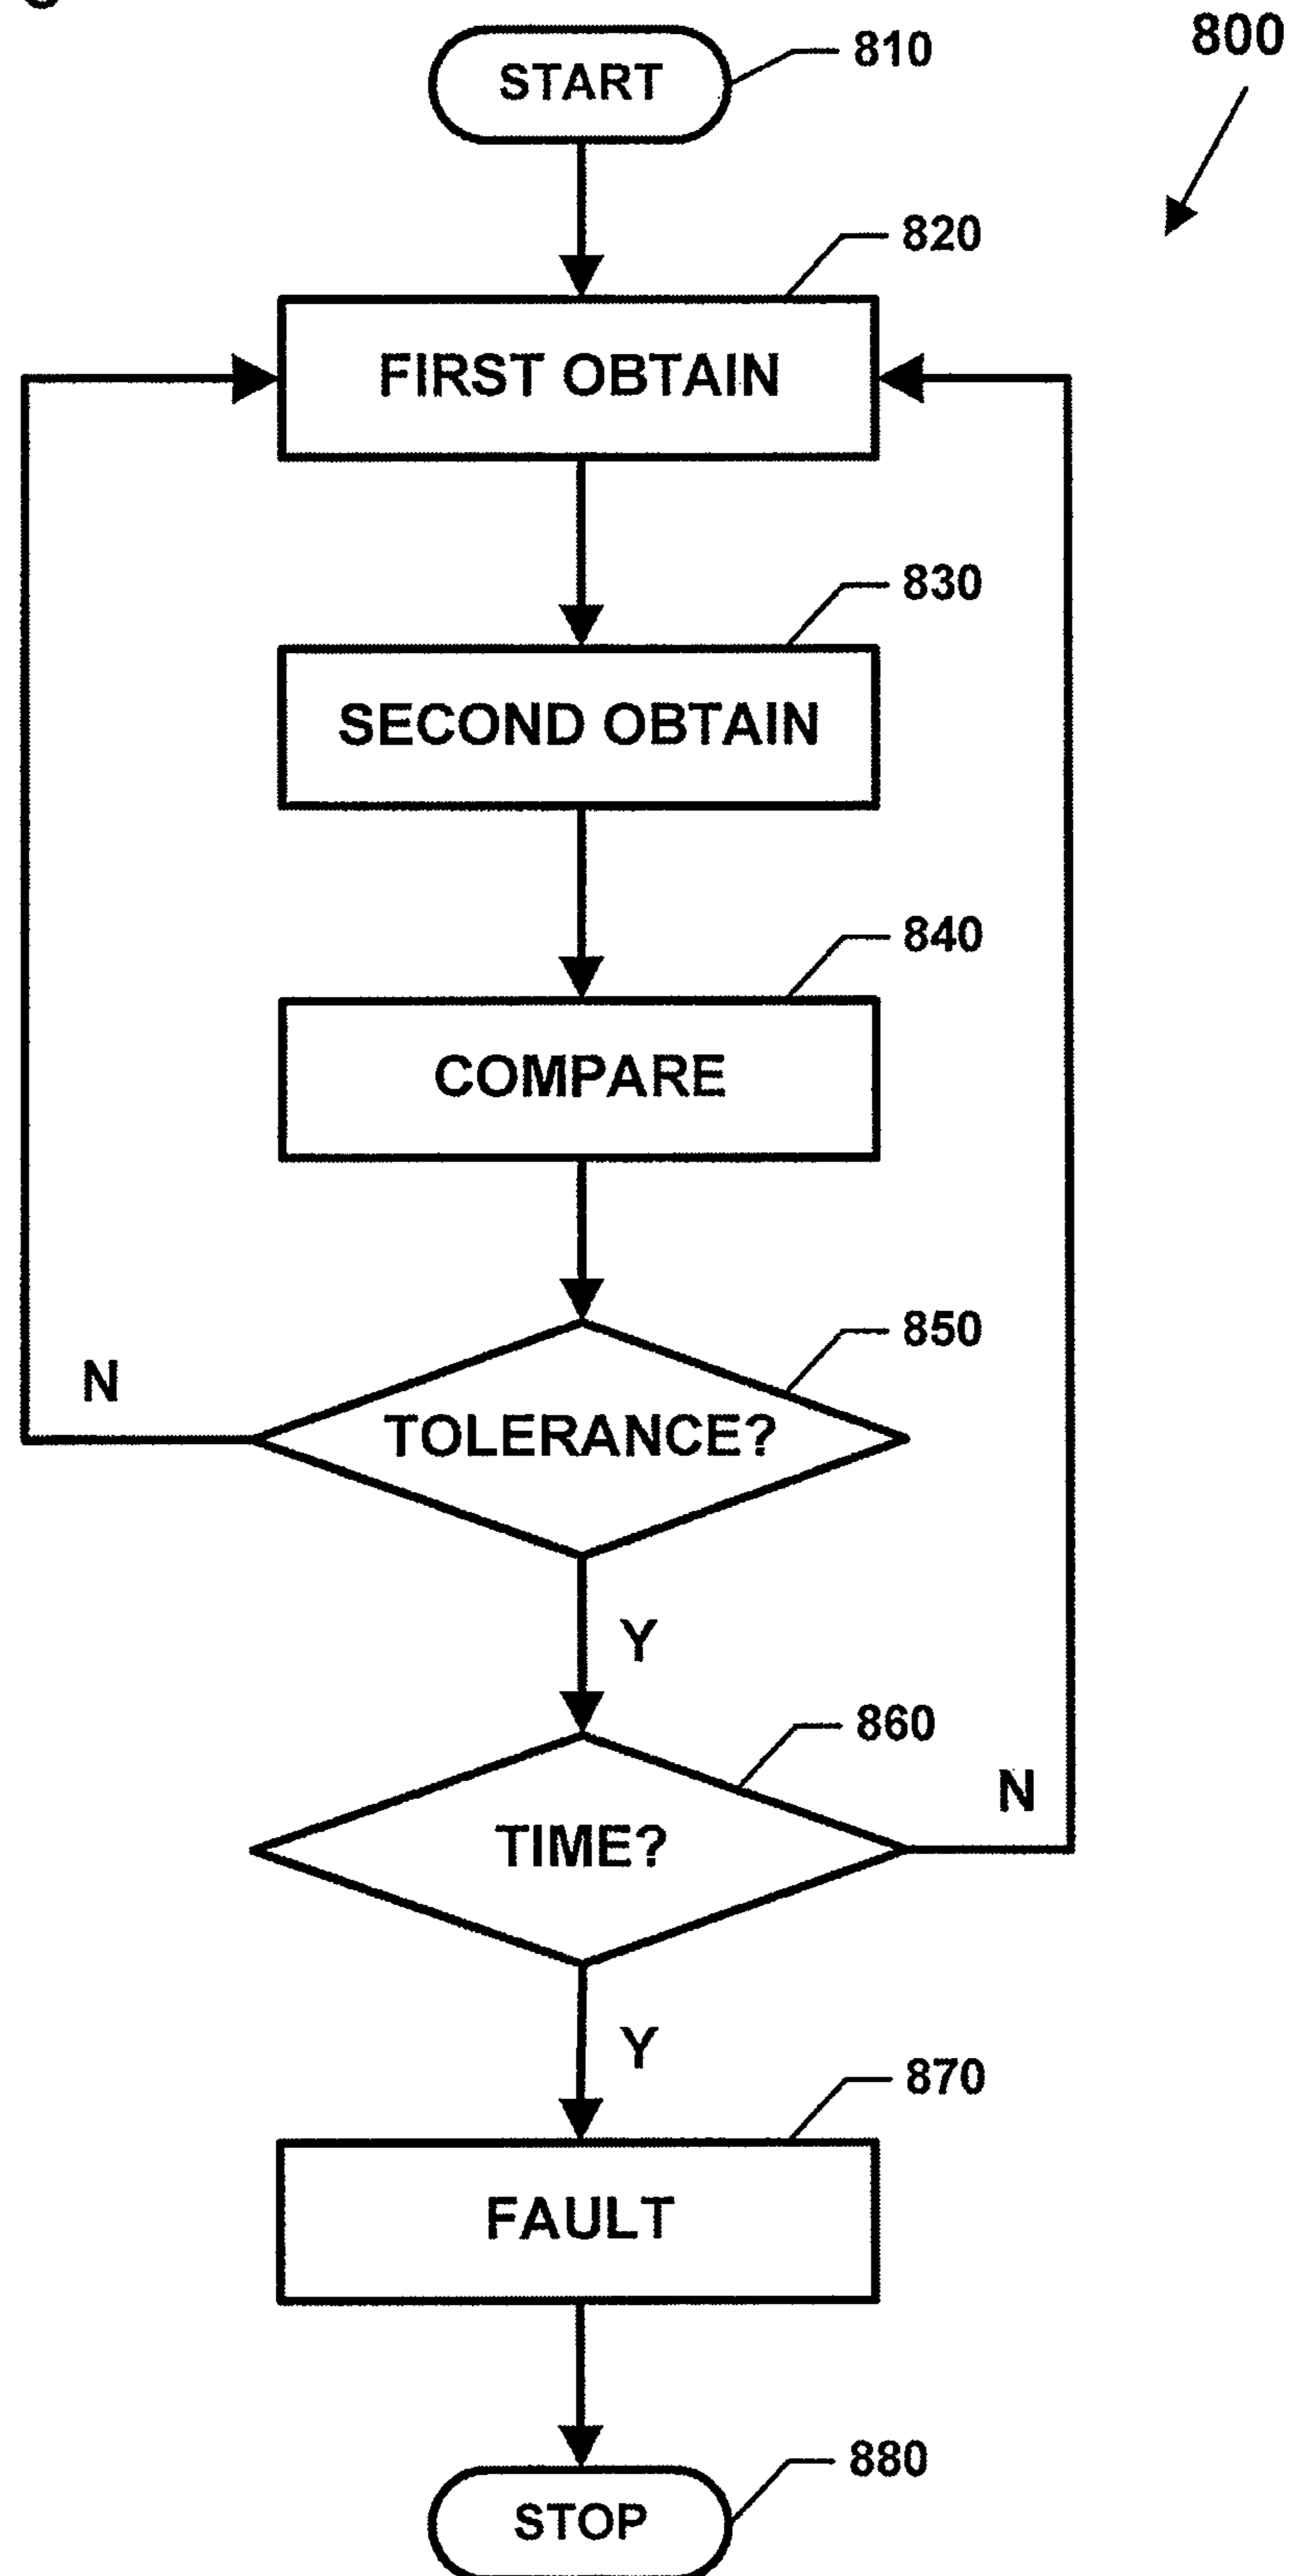 800
START
810
820
FIRST OBTAIN
830
SECOND OBTAIN
840
COMPARE
850
N
TOLERANCE?
Y
860
N
TIME?
Y
870
FAULT
880
STOP